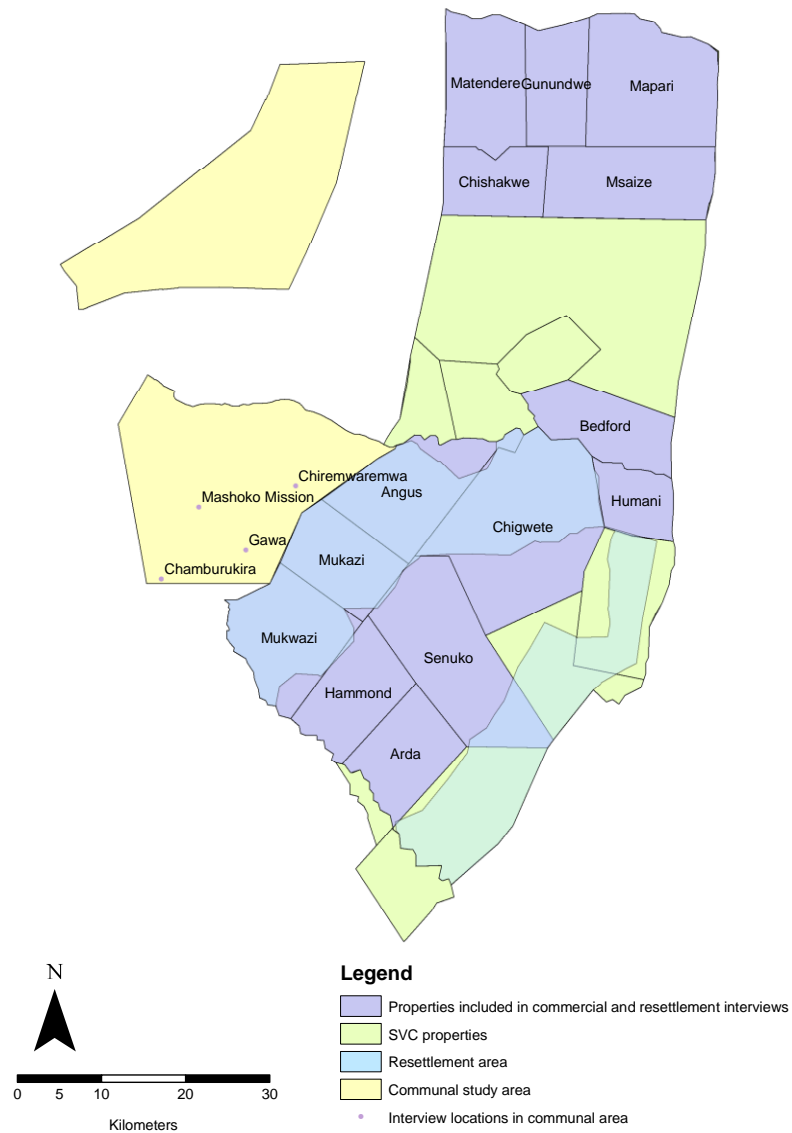 Matendere Gunundwe Mapari
Chishakwe Msaize
Bedford
Chiremwaremwa
Angus
Mashoko Mission
Humani
Chigwete
Gawa
Mukazi
Chamburukira
Mukwazi
Senuko
Hammond
Arda
N
0 5 10 20 30
Kilometers
Legend
Properties included in commercial and resettlement interviews
SVC properties
Resettlement area
Communal study area
Interview locations in communal area